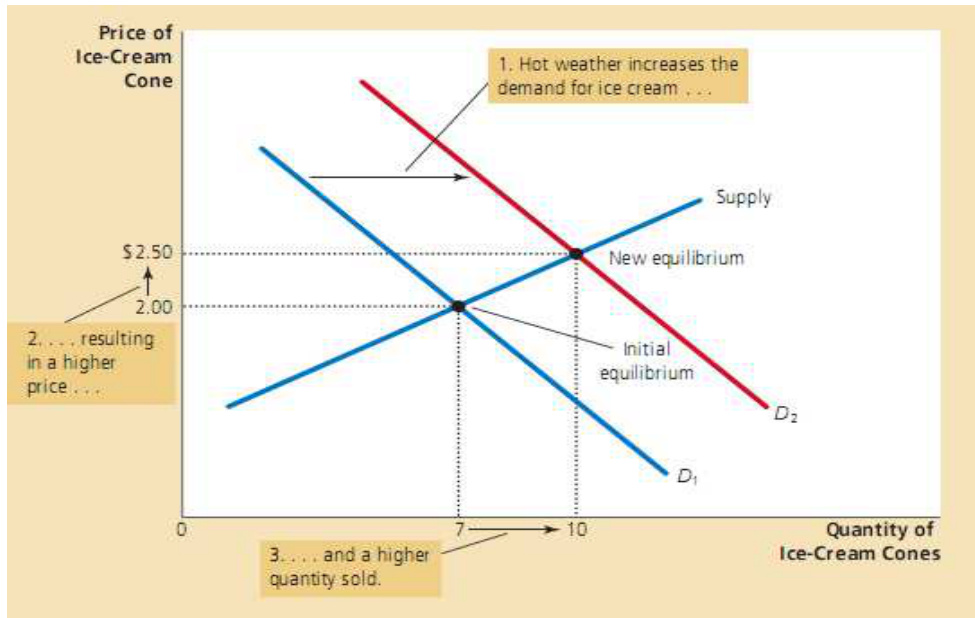 Price of
Ice-Cream
Cone
1. Hot weather increases the
demand for ice cream . . .
Supply
$2.50
New equilibrium
2.00
2. . . . resulting
in a higher
price . . .
Initial
equilibrium
D₂
D₁
0
7
10
Quantity of
Ice-Cream Cones
3. . . . and a higher
quantity sold.